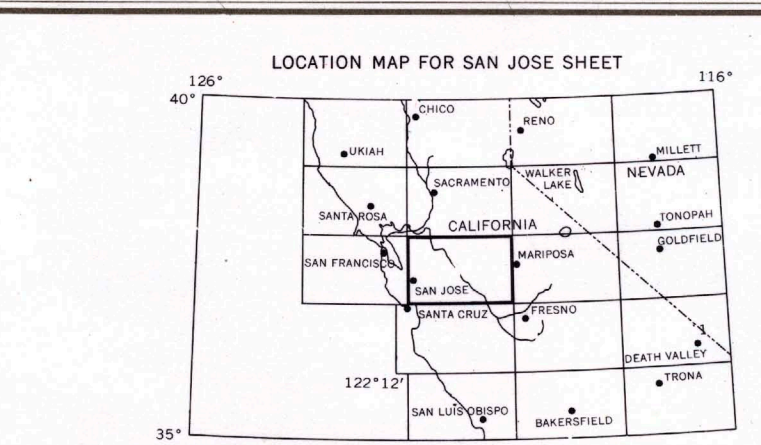 LOCATION MAP FOR SAN JOSE SHEET
126°
116°
40°
CHICO
RENO
UKIAH
MILLETT
WALKER
LAKE
NEVADA
SACRAMENTO
SANTA ROSA
CALIFORNIA
TONOPAH
GOLDFIELD
SAN FRANCISCO
MARIPOSA
SAN JOSE
SANTA CRUZ
FRESNO
1
DEATH VALLEY
122°12'
TRONA
SAN LUIS OBISPO
BAKERSFIELD
35°